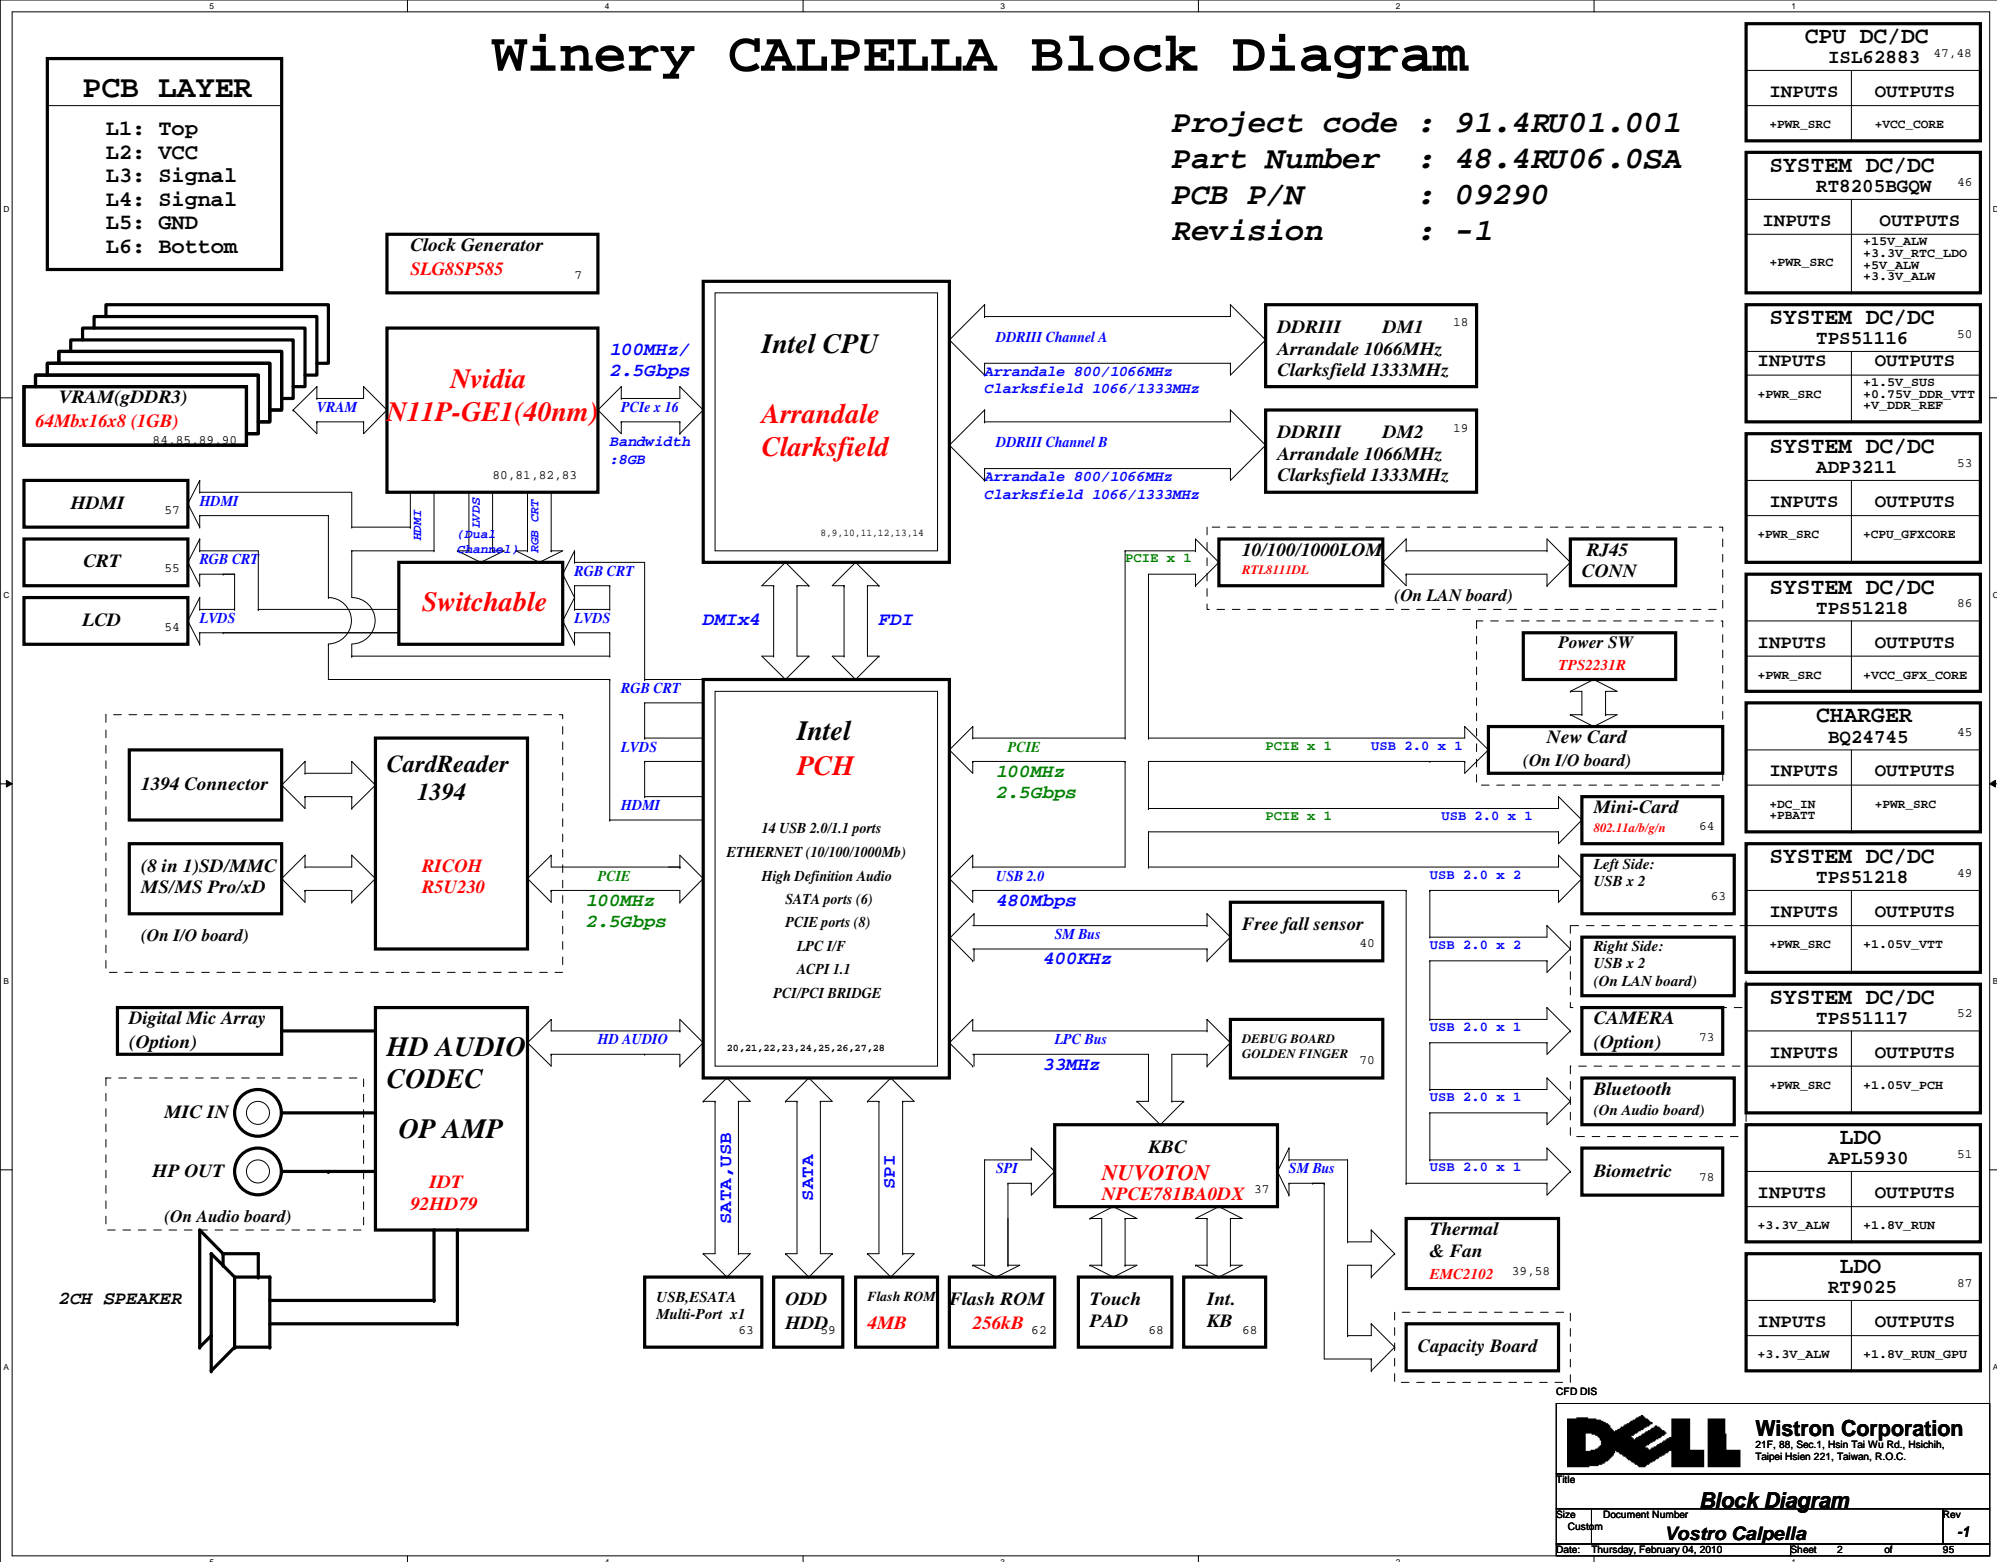 Winery CALPELLA Block Diagram
Project code : 91.4RU01.001
Part Number : 48.4RU06.0SA
PCB P/N : 09290
Revision : -1
PCB LAYER
L1: Top
L2: VCC
L3: Signal
L4: Signal
L5: GND
L6: Bottom
Clock Generator
SLG8SP585
7
VRAM(gDDR3)
64Mbx16x8 (1GB)
84,85,89,90
VRAM
Nvidia
N11P-GE1(40nm)
80,81,82,83
100MHz/
2.5Gbps
PCIe x 16
Bandwidth
:8GB
Intel CPU
Arrandale
Clarksfield
8,9,10,11,12,13,14
DDRIII Channel A
Arrandale 800/1066MHz
Clarksfield 1066/1333MHz
DDRIII DM1 18
Arrandale 1066MHz
Clarksfield 1333MHz
DDRIII Channel B
Arrandale 800/1066MHz
Clarksfield 1066/1333MHz
DDRIII DM2 19
Arrandale 1066MHz
Clarksfield 1333MHz
HDMI 57
HDMI
CRT 55
RGB CRT
LCD 54
LVDS
HDMI
LVDS
(Dual
Channel)
RGB CRT
Switchable
RGB CRT
LVDS
DMIx4
FDI
RGB CRT
LVDS
HDMI
PCIE x 1
10/100/1000LOM
RTL8111DL
RJ45
CONN
(On LAN board)
Power SW
TPS2231R
New Card
(On I/O board)
PCIE
100MHz
2.5Gbps
PCIE x 1
USB 2.0 x 1
PCIE x 1
USB 2.0 x 1
Mini-Card
802.11a/b/g/n 64
Intel
PCH
14 USB 2.0/1.1 ports
ETHERNET (10/100/1000Mb)
High Definition Audio
SATA ports (6)
PCIE ports (8)
LPC I/F
ACPI 1.1
PCI/PCI BRIDGE
20,21,22,23,24,25,26,27,28
1394 Connector
CardReader
1394
RICOH
R5U230
(8 in 1)SD/MMC
MS/MS Pro/xD
(On I/O board)
PCIE
100MHz
2.5Gbps
USB 2.0
480Mbps
USB 2.0 x 2
Left Side:
USB x 2
63
SM Bus
400KHz
Free fall sensor
40
USB 2.0 x 2
Right Side:
USB x 2
(On LAN board)
USB 2.0 x 1
CAMERA
(Option) 73
USB 2.0 x 1
Bluetooth
(On Audio board)
USB 2.0 x 1
Biometric 78
Digital Mic Array
(Option)
HD AUDIO
CODEC
OP AMP
IDT
92HD79
HD AUDIO
MIC IN
HP OUT
(On Audio board)
2CH SPEAKER
LPC Bus
33MHz
DEBUG BOARD
GOLDEN FINGER 70
KBC
NUVOTON
NPCE781BA0DX 37
SPI
SM Bus
SATA,USB
SATA
SPI
USB,ESATA
Multi-Port x1
63
ODD
HDD
59
Flash ROM
4MB
Flash ROM
256kB 62
Touch
PAD
68
Int.
KB
68
Thermal
& Fan
EMC2102 39,58
Capacity Board
CPU DC/DC
ISL62883 47,48
INPUTS OUTPUTS
+PWR_SRC +VCC_CORE
SYSTEM DC/DC
RT8205BGQW 46
INPUTS OUTPUTS
+PWR_SRC
+15V_ALW
+3.3V_RTC_LDO
+5V_ALW
+3.3V_ALW
SYSTEM DC/DC
TPS51116 50
INPUTS OUTPUTS
+PWR_SRC
+1.5V_SUS
+0.75V_DDR_VTT
+V_DDR_REF
SYSTEM DC/DC
ADP3211 53
INPUTS OUTPUTS
+PWR_SRC +CPU_GFXCORE
SYSTEM DC/DC
TPS51218 86
INPUTS OUTPUTS
+PWR_SRC +VCC_GFX_CORE
CHARGER
BQ24745 45
INPUTS OUTPUTS
+DC_IN +PWR_SRC
+PBATT
SYSTEM DC/DC
TPS51218 49
INPUTS OUTPUTS
+PWR_SRC +1.05V_VTT
SYSTEM DC/DC
TPS51117 52
INPUTS OUTPUTS
+PWR_SRC +1.05V_PCH
LDO
APL5930 51
INPUTS OUTPUTS
+3.3V_ALW +1.8V_RUN
LDO
RT9025 87
INPUTS OUTPUTS
+3.3V_ALW +1.8V_RUN_GPU
CFD DIS
DELL
Wistron Corporation
21F, 88, Sec.1, Hsin Tai Wu Rd., Hsichih,
Taipei Hsien 221, Taiwan, R.O.C.
Title
Block Diagram
Size Document Number Rev
Custom Vostro Calpella -1
Date: Thursday, February 04, 2010 Sheet 2 of 95